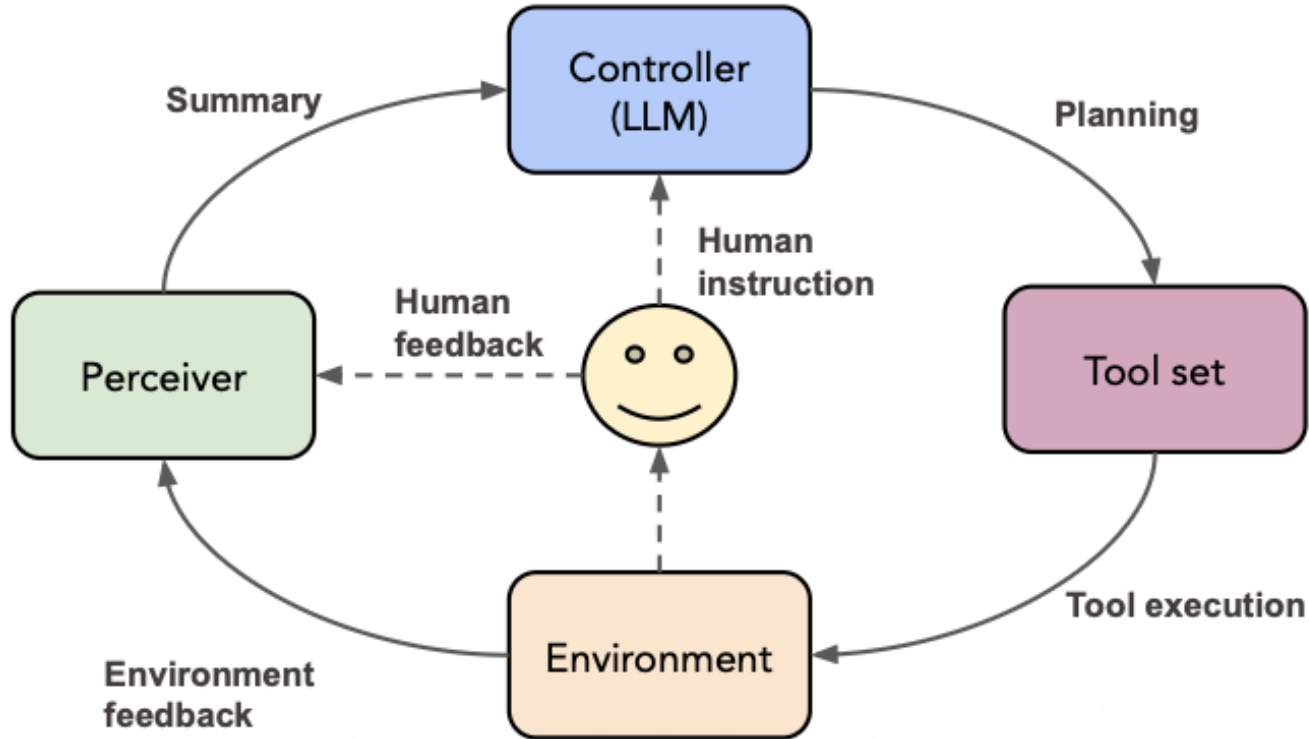 Controller
(LLM)
Summary
Planning
Human
instruction
Human
feedback
Perceiver
Tool set
Tool execution
Environment
Environment
feedback